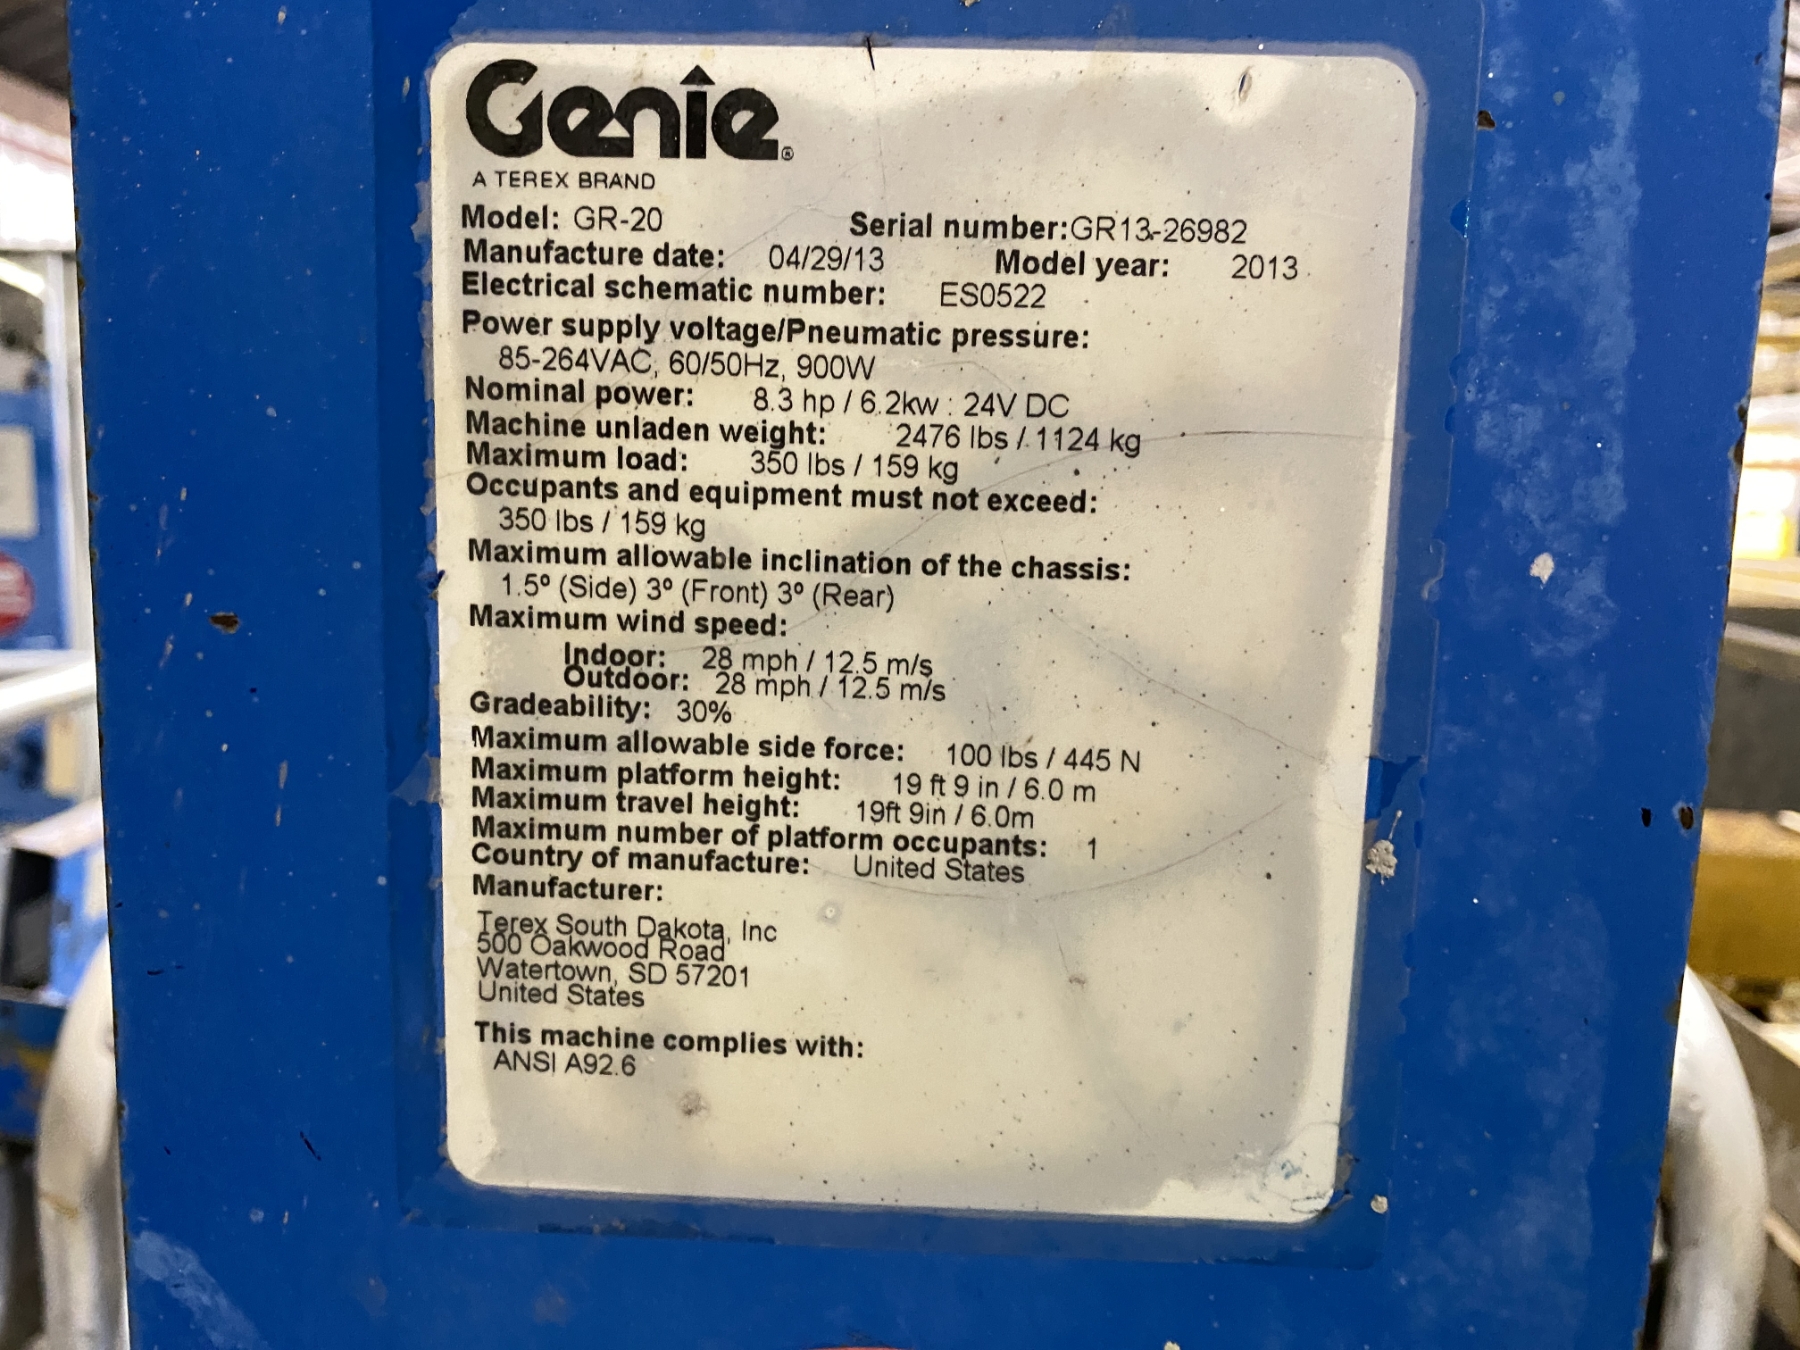 Genie®
A TEREX BRAND
Model: GR-20 Serial number:GR13-26982
Manufacture date: 04/29/13 Model year: 2013
Electrical schematic number: ES0522
Power supply voltage/Pneumatic pressure:
85-264VAC, 60/50Hz, 900W
Nominal power: 8.3 hp / 6.2kw : 24V DC
Machine unladen weight: 2476 lbs / 1124 kg
Maximum load: 350 lbs / 159 kg
Occupants and equipment must not exceed:
350 lbs / 159 kg
Maximum allowable inclination of the chassis:
1.5º (Side) 3º (Front) 3º (Rear)
Maximum wind speed:
Indoor: 28 mph / 12.5 m/s
Outdoor: 28 mph / 12.5 m/s
Gradeability: 30%
Maximum allowable side force: 100 lbs / 445 N
Maximum platform height: 19 ft 9 in / 6.0 m
Maximum travel height: 19ft 9in / 6.0m
Maximum number of platform occupants: 1
Country of manufacture: United States
Manufacturer:
Terex South Dakota, Inc
500 Oakwood Road
Watertown, SD 57201
United States
This machine complies with:
ANSI A92.6